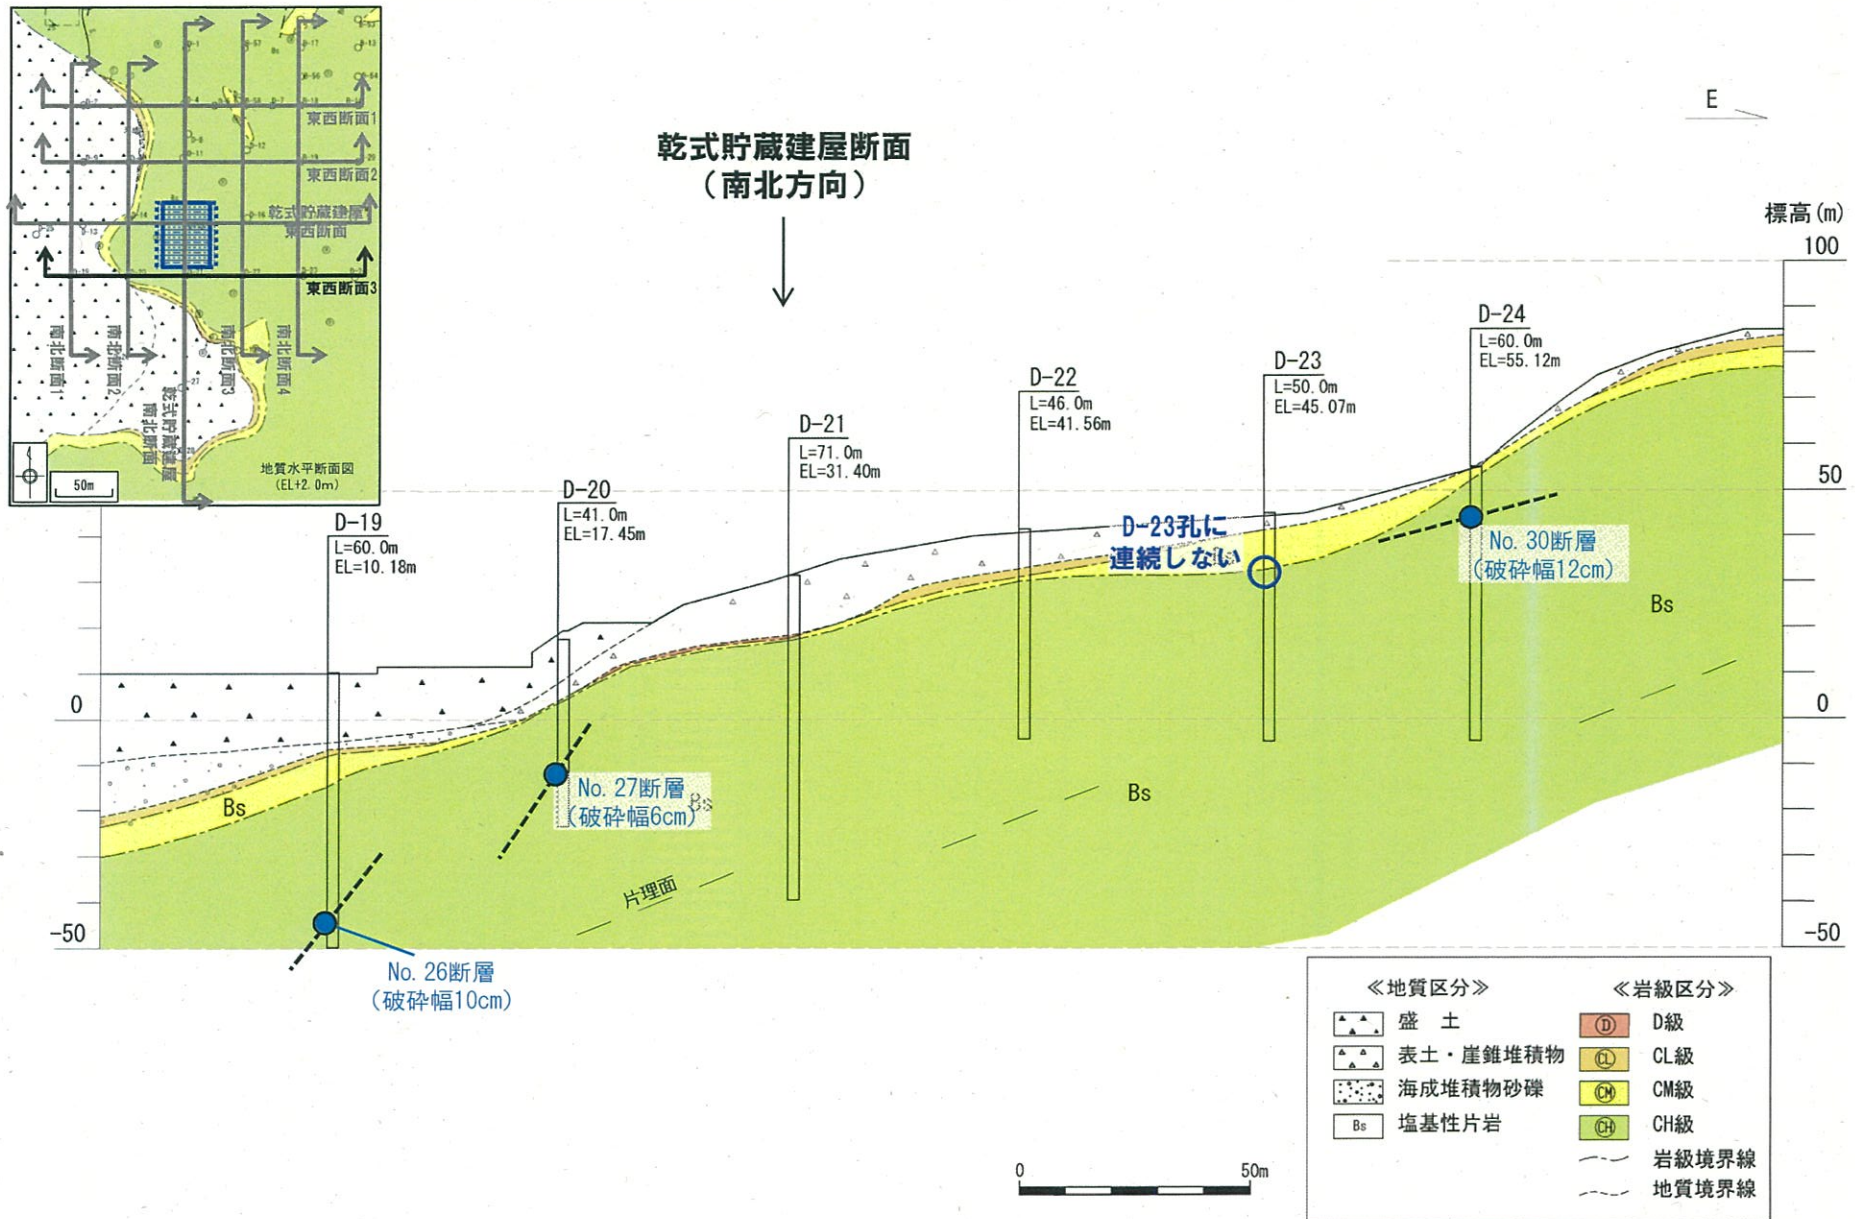 東西断面1
東西断面2
乾式貯蔵建屋
東西断面
東西断面3
南北断面1
南北断面2
乾式貯蔵建屋
南北断面
南北断面3
南北断面4
50m
地質水平断面図
(EL+2.0m)
乾式貯蔵建屋断面
（南北方向）
E
標高(m)
100
50
0
-50
0
-50
D-19
L=60.0m
EL=10.18m
D-20
L=41.0m
EL=17.45m
D-21
L=71.0m
EL=31.40m
D-22
L=46.0m
EL=41.56m
D-23
L=50.0m
EL=45.07m
D-24
L=60.0m
EL=55.12m
D-23孔に
連続しない
No.30断層
(破砕幅12cm)
Bs
Bs
No.27断層
(破砕幅6cm)
Bs
Bs
片理面
No.26断層
(破砕幅10cm)
≪地質区分≫
盛　土
表土・崖錐堆積物
海成堆積物砂礫
Bs 塩基性片岩
≪岩級区分≫
D D級
CL CL級
CM CM級
CH CH級
岩級境界線
地質境界線
0 50m